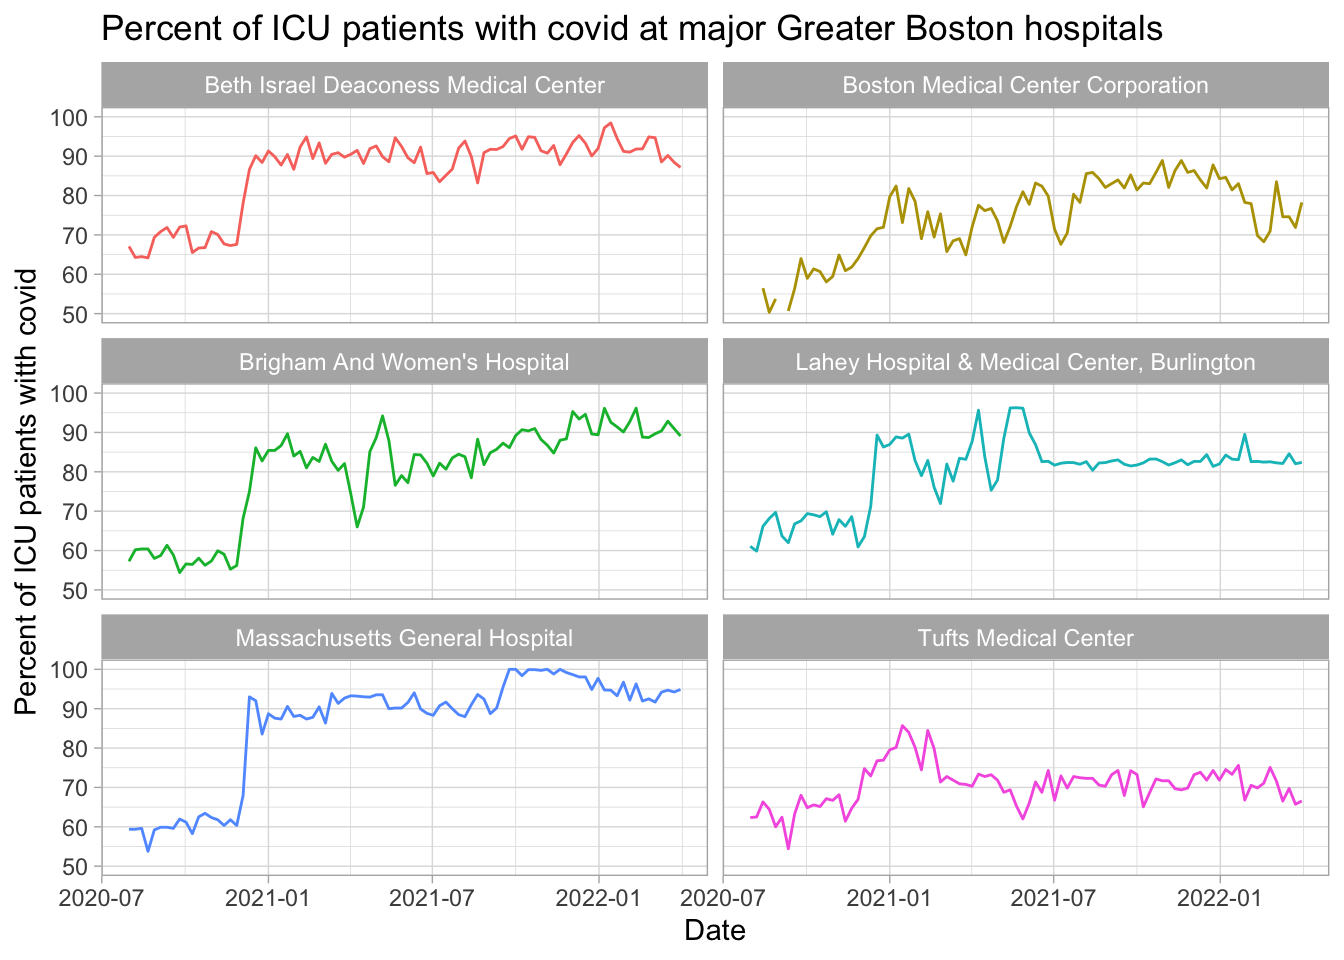 Percent of ICU patients with covid at major Greater Boston hospitals
Percent of ICU patients witth covid
Beth Israel Deaconess Medical Center
Boston Medical Center Corporation
100
90
80
70
60
50
Brigham And Women's Hospital
Lahey Hospital & Medical Center, Burlington
100
90
80
70
60
50
Massachusetts General Hospital
Tufts Medical Center
100
90
80
70
60
50
2020-07 2021-01 2021-07 2022-01 2020-07 2021-01 2021-07 2022-01
Date